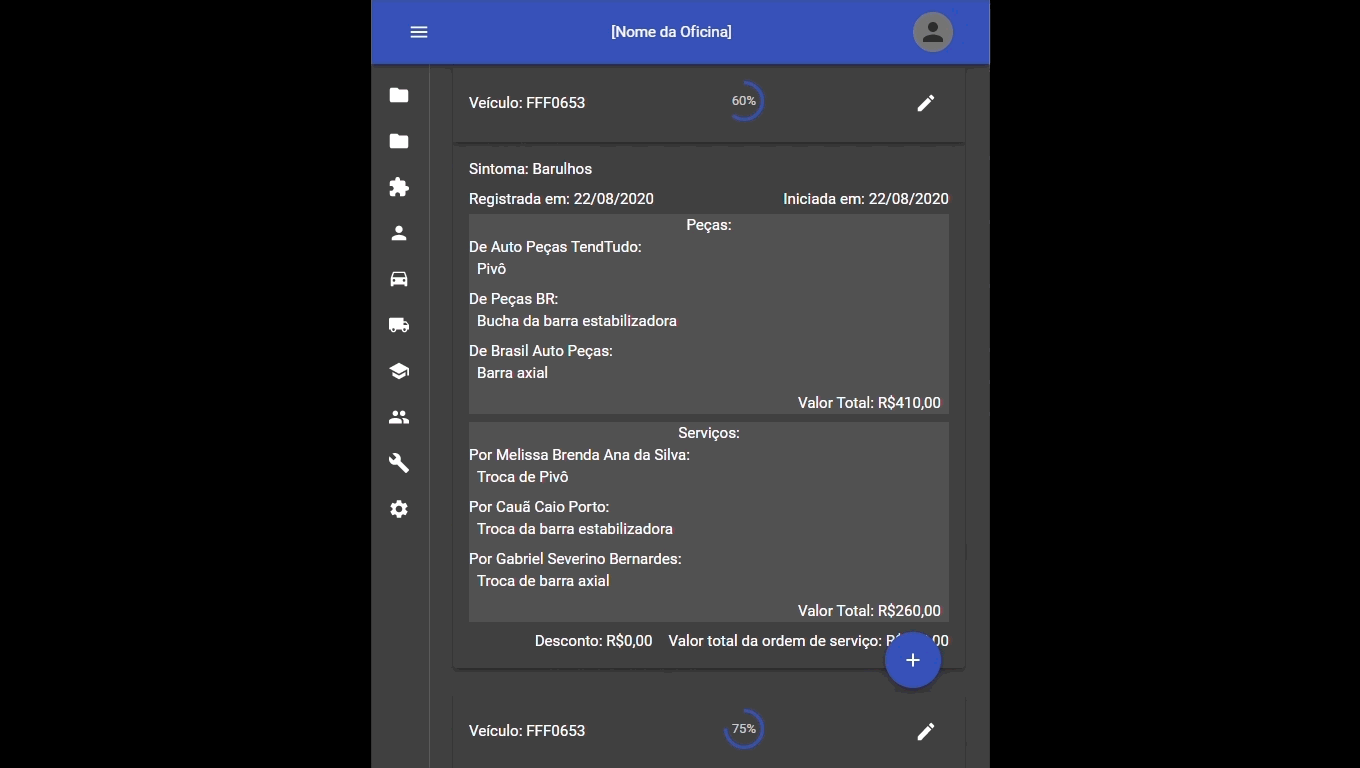 [Nome da Oficina]
Veículo: FFF0653
60%
Sintoma: Barulhos
Registrada em: 22/08/2020
Iniciada em: 22/08/2020
Peças:
De Auto Peças TendTudo:
Pivô
De Peças BR:
Bucha da barra estabilizadora
De Brasil Auto Peças:
Barra axial
Valor Total: R$410,00
Serviços:
Por Melissa Brenda Ana da Silva:
Troca de Pivô
Por Cauã Caio Porto:
Troca da barra estabilizadora
Por Gabriel Severino Bernardes:
Troca de barra axial
Valor Total: R$260,00
Desconto: R$0,00 Valor total da ordem de serviço:
Veículo: FFF0653
75%